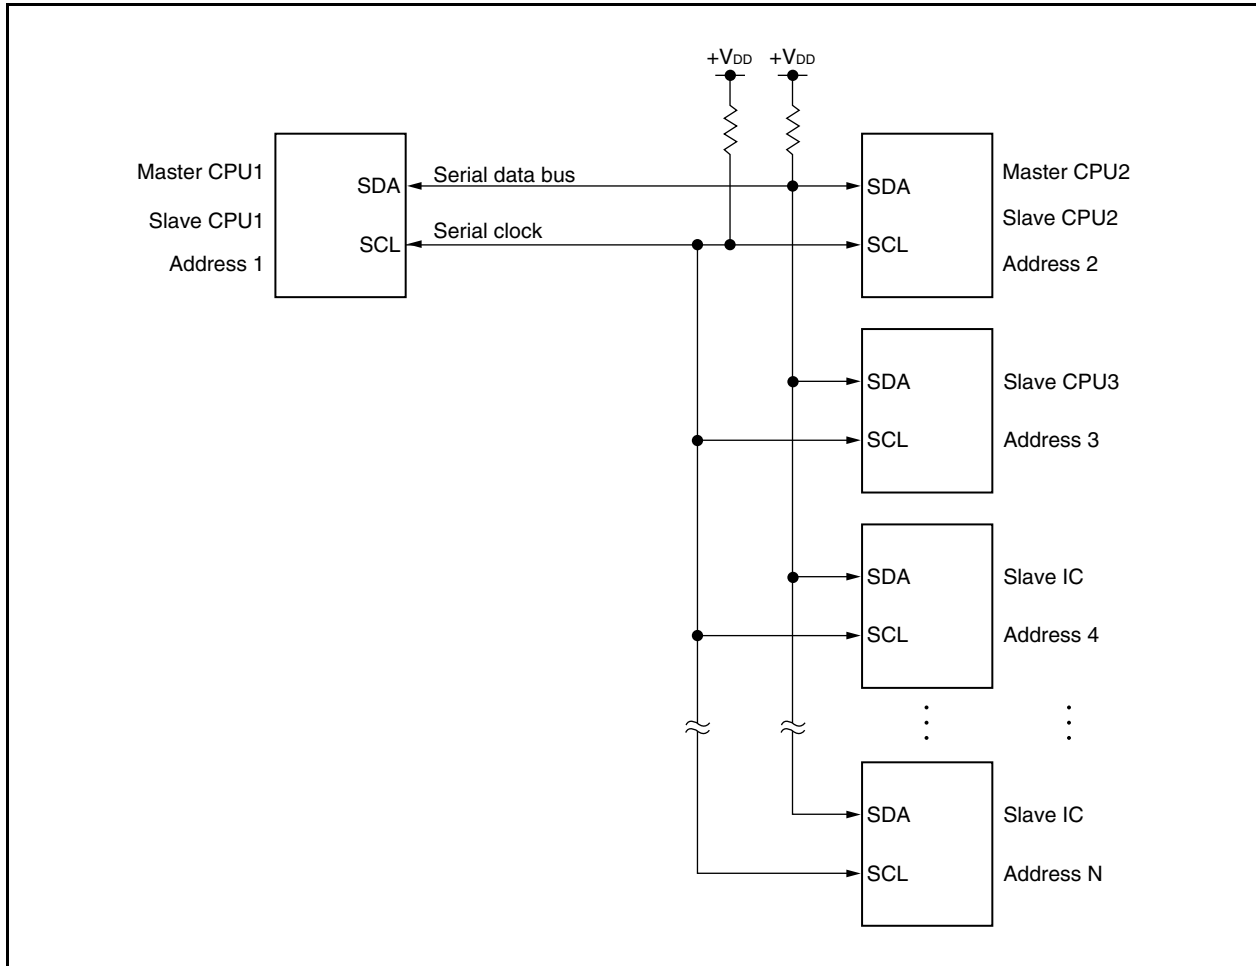 +VDD +VDD
Master CPU1
Slave CPU1
Address 1
SDA
SCL
Serial data bus
Serial clock
SDA
SCL
Master CPU2
Slave CPU2
Address 2
SDA
SCL
Slave CPU3
Address 3
SDA
SCL
Slave IC
Address 4
SDA
SCL
Slave IC
Address N